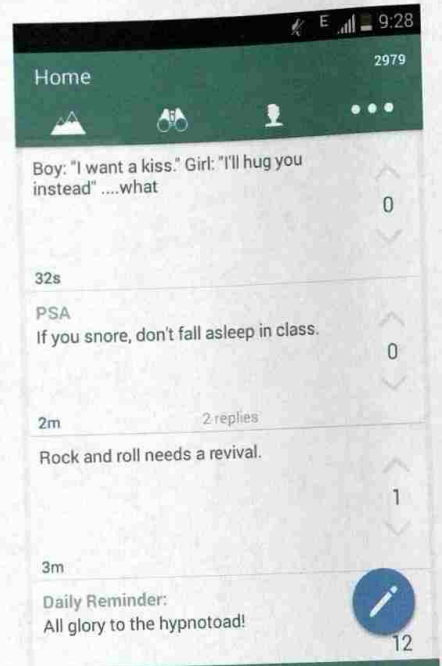 E 9:28
Home 2979
Boy: "I want a kiss." Girl: "I'll hug you
instead" ....what
0
32s
PSA
If you snore, don't fall asleep in class.
0
2m 2 replies
Rock and roll needs a revival.
1
3m
Daily Reminder:
All glory to the hypnotoad!
12